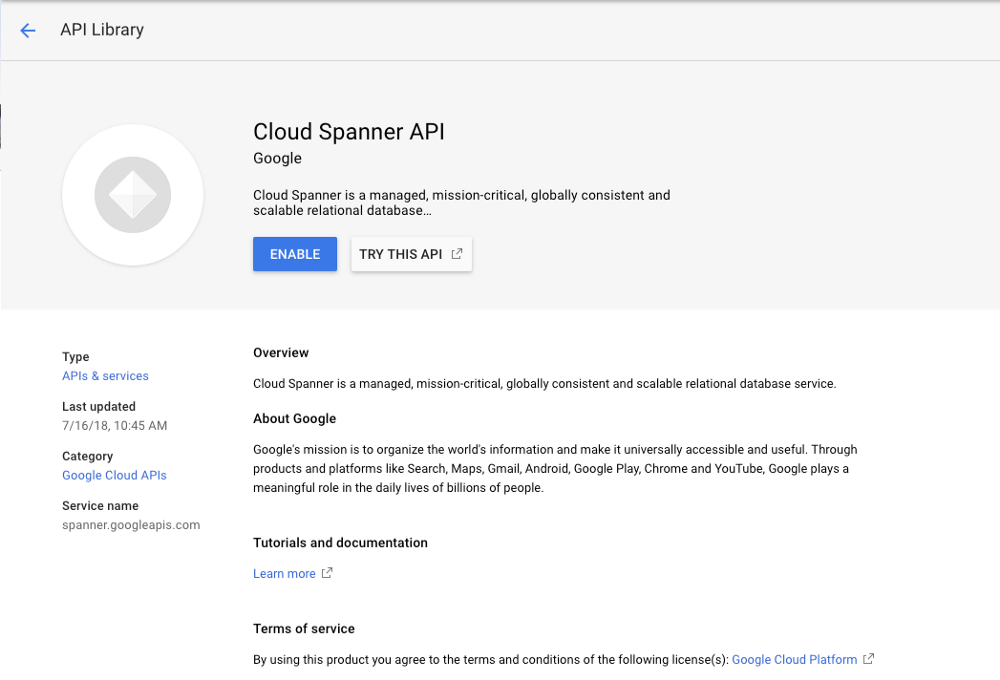 API Library
Cloud Spanner API
Google
Cloud Spanner is a managed, mission-critical, globally consistent and
scalable relational database…
ENABLE
TRY THIS API
Type
APIs & services
Last updated
7/16/18, 10:45 AM
Category
Google Cloud APIs
Service name
spanner.googleapis.com
Overview
Cloud Spanner is a managed, mission-critical, globally consistent and scalable relational database service.
About Google
Google's mission is to organize the world's information and make it universally accessible and useful. Through
products and platforms like Search, Maps, Gmail, Android, Google Play, Chrome and YouTube, Google plays a
meaningful role in the daily lives of billions of people.
Tutorials and documentation
Learn more
Terms of service
By using this product you agree to the terms and conditions of the following license(s): Google Cloud Platform